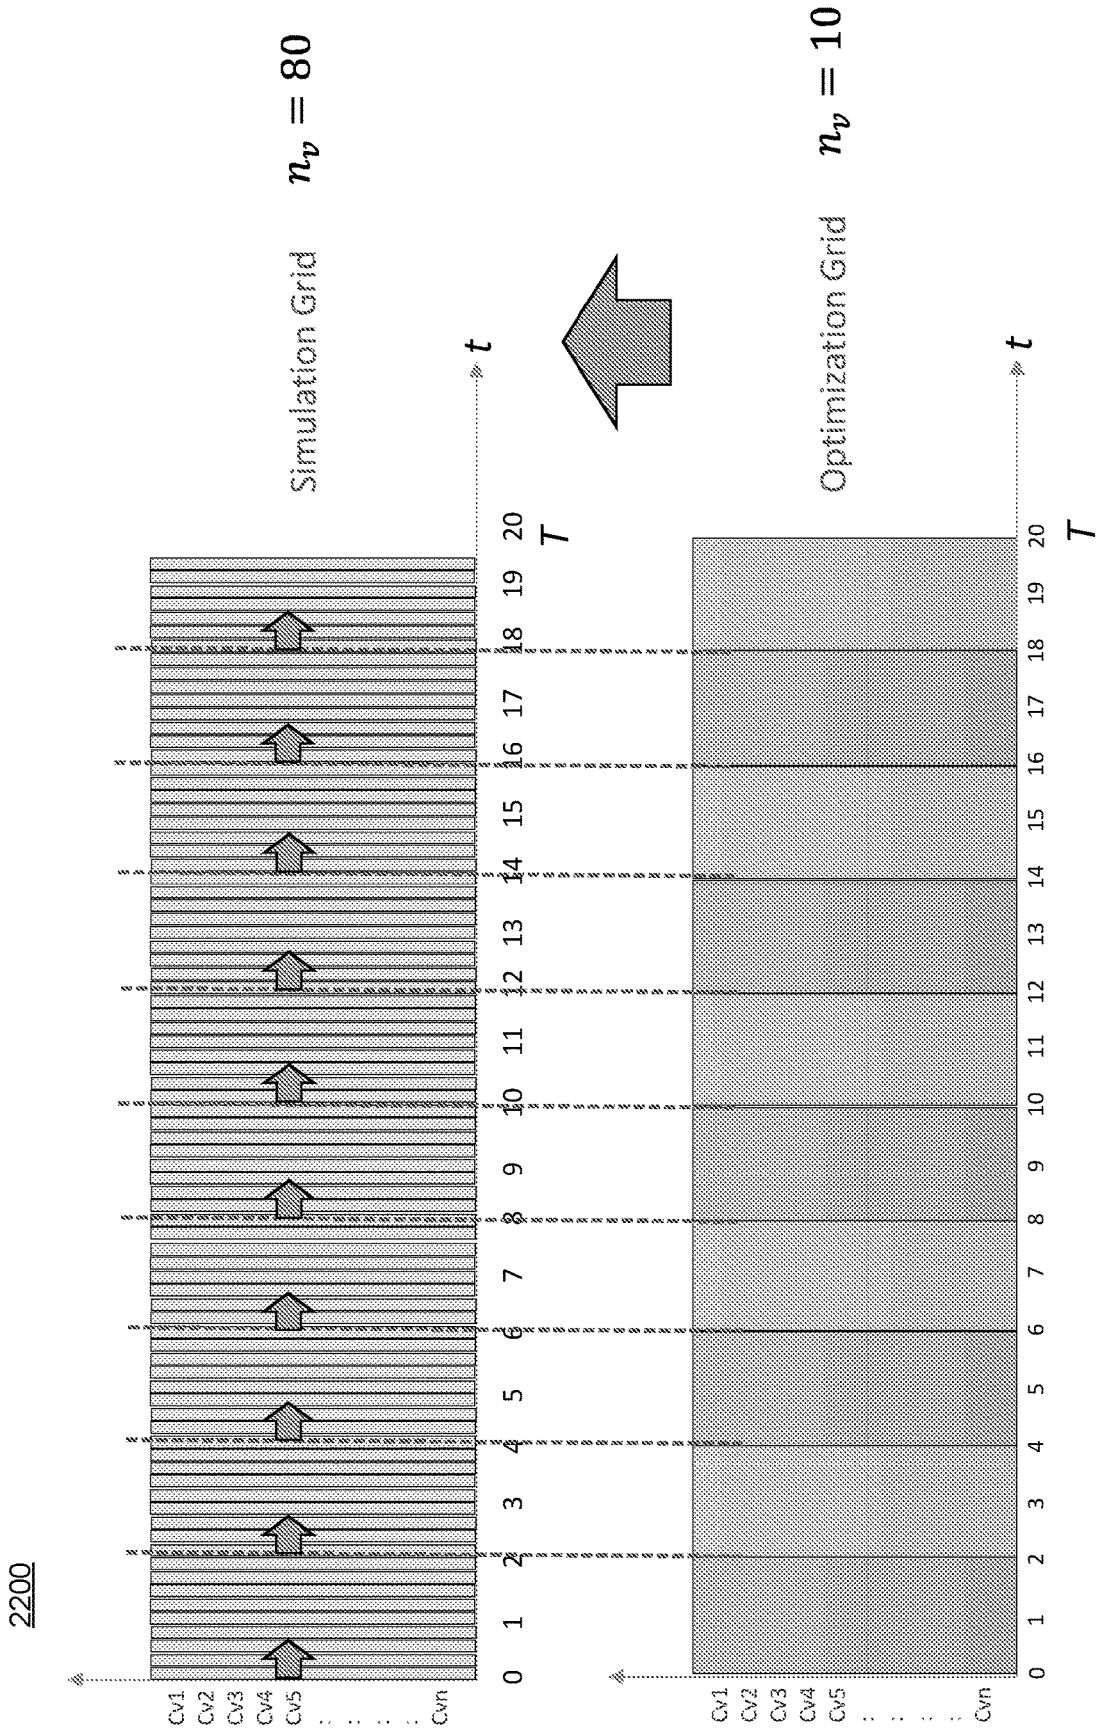 2200
Cv1
Cv2
Cv3
Cv4
Cv5
Cvn
0 1 2 3 4 5 6 7 8 9 10 11 12 13 14 15 16 17 18 19 20
T
t
Simulation Grid
n_v = 80
Cv1
Cv2
Cv3
Cv4
Cv5
Cvn
0 1 2 3 4 5 6 7 8 9 10 11 12 13 14 15 16 17 18 19 20
T
t
Optimization Grid
n_v = 10